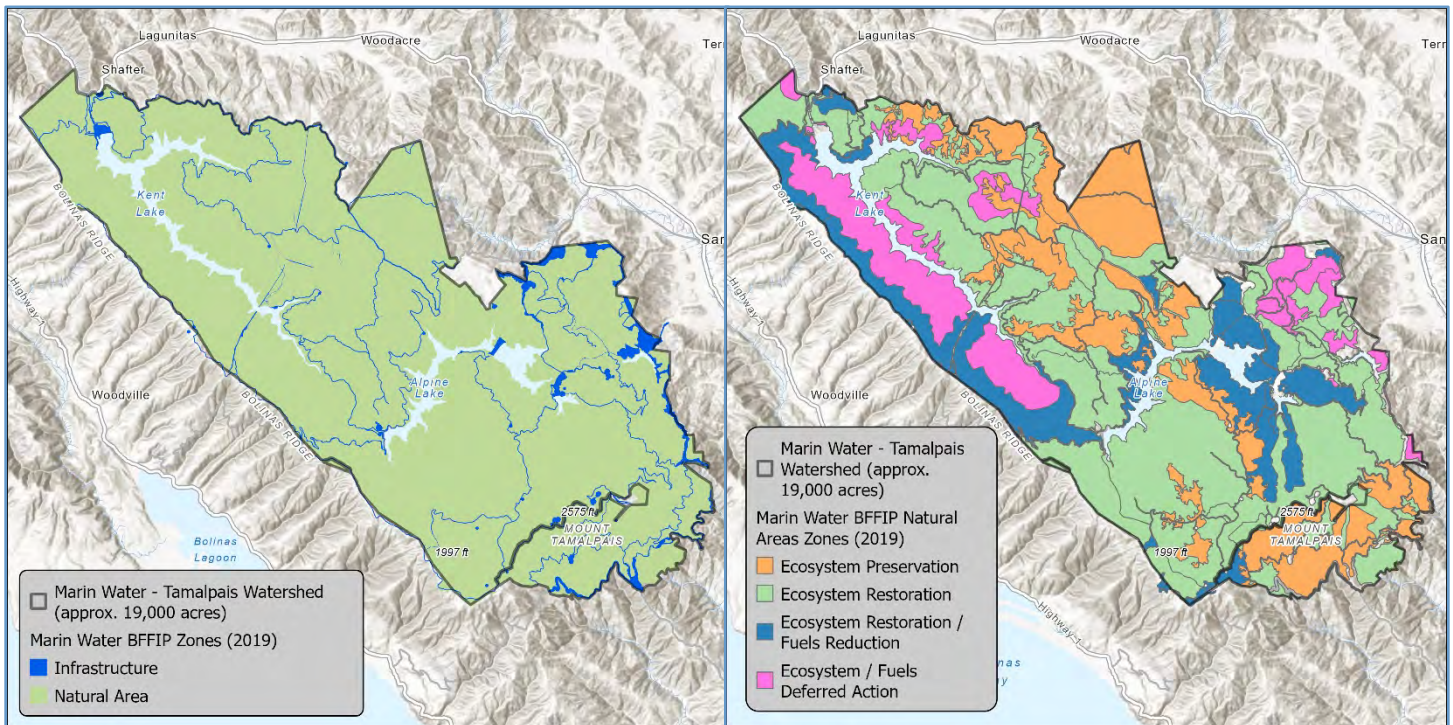 Lagunitas
Woodacre
Shafter
Kent
Lake
BOLINAS RIDGE
Highway 1
San
Alpine
Lake
Woodville
BOLINAS RIDGE
2575 ft
MOUNT
TAMALPAIS
1997 ft
Bolinas
Lagoon
Marin Water - Tamalpais Watershed
(approx. 19,000 acres)
Marin Water BFFIP Zones (2019)
Infrastructure
Natural Area
Lagunitas
Woodacre
Terr
Shafter
Kent
Lake
BOLINAS RIDGE
Highway 1
San
Alpine
Lake
Woodville
BOLINAS RIDGE
2575 ft
MOUNT
TAMALPAIS
1997 ft
Highway 1
Marin Water - Tamalpais
Watershed (approx.
19,000 acres)
Marin Water BFFIP Natural
Areas Zones (2019)
Ecosystem Preservation
Ecosystem Restoration
Ecosystem Restoration /
Fuels Reduction
Ecosystem / Fuels
Deferred Action